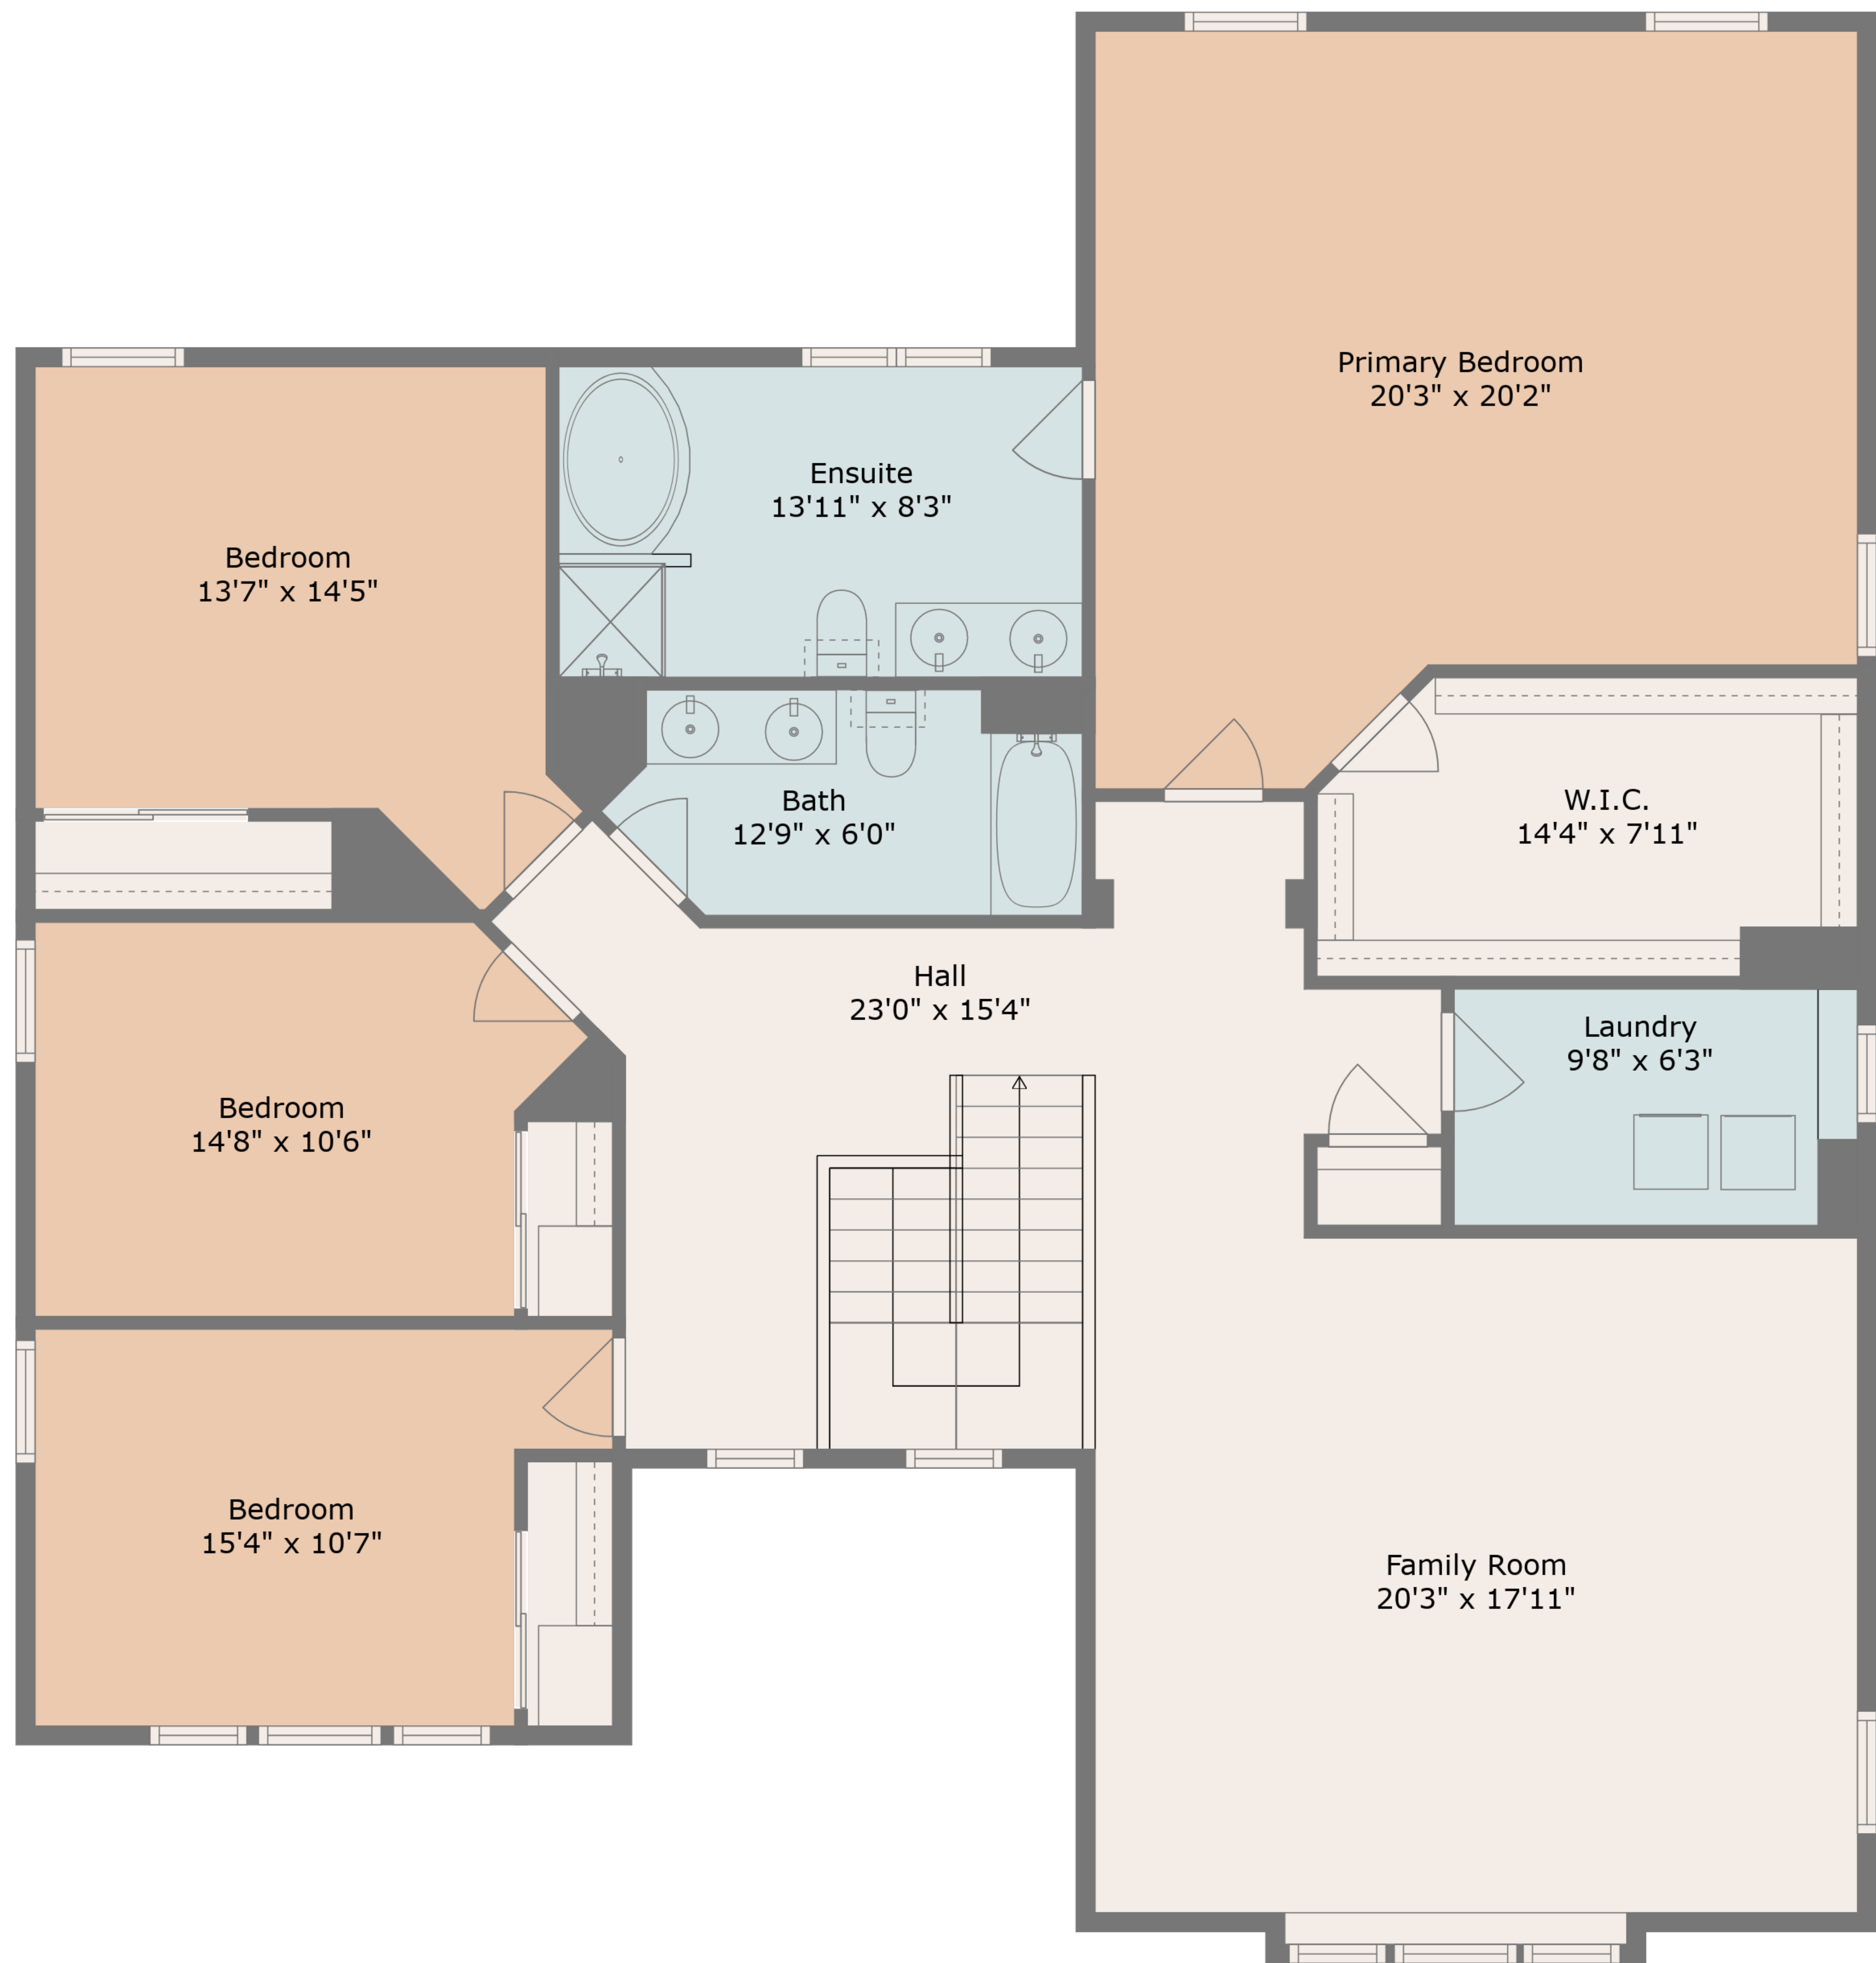 Primary Bedroom
20'3" x 20'2"
Ensuite
13'11" x 8'3"
Bedroom
13'7" x 14'5"
Bath
12'9" x 6'0"
W.I.C.
14'4" x 7'11"
Hall
23'0" x 15'4"
Laundry
9'8" x 6'3"
Bedroom
14'8" x 10'6"
Bedroom
15'4" x 10'7"
Family Room
20'3" x 17'11"